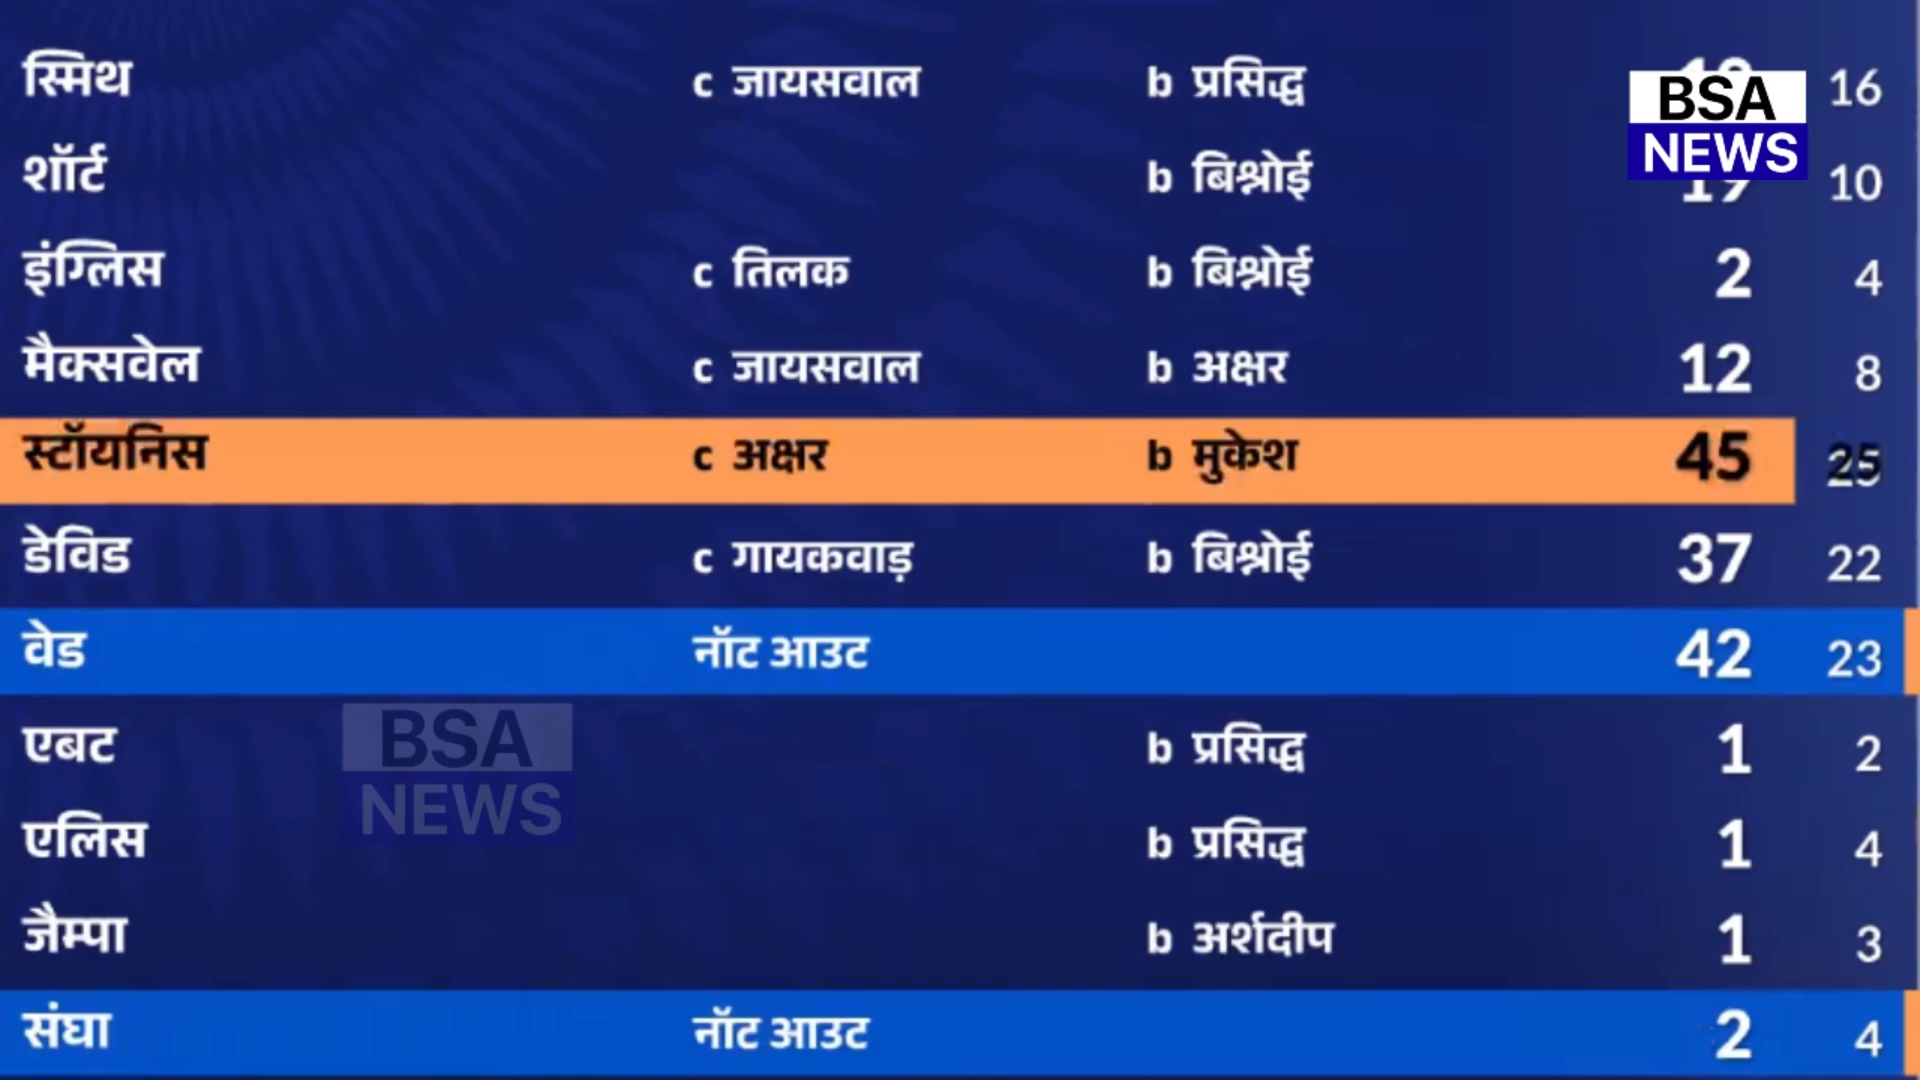 स्मिथ c जायसवाल b प्रसिद्ध 16
BSA
NEWS
शॉर्ट b बिश्नोई 19 10
इंग्लिस c तिलक b बिश्नोई 2 4
मैक्सवेल c जायसवाल b अक्षर 12 8
स्टॉयनिस c अक्षर b मुकेश 45 25
डेविड c गायकवाड़ b बिश्नोई 37 22
वेड नॉट आउट 42 23
BSA
NEWS
एबट b प्रसिद्ध 1 2
एलिस b प्रसिद्ध 1 4
जैम्पा b अर्शदीप 1 3
संघा नॉट आउट 2 4